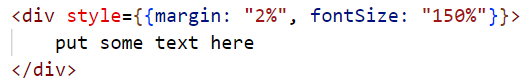 <div style={{margin: "2%", fontSize: "150%"}}>
    put some text here
</div>